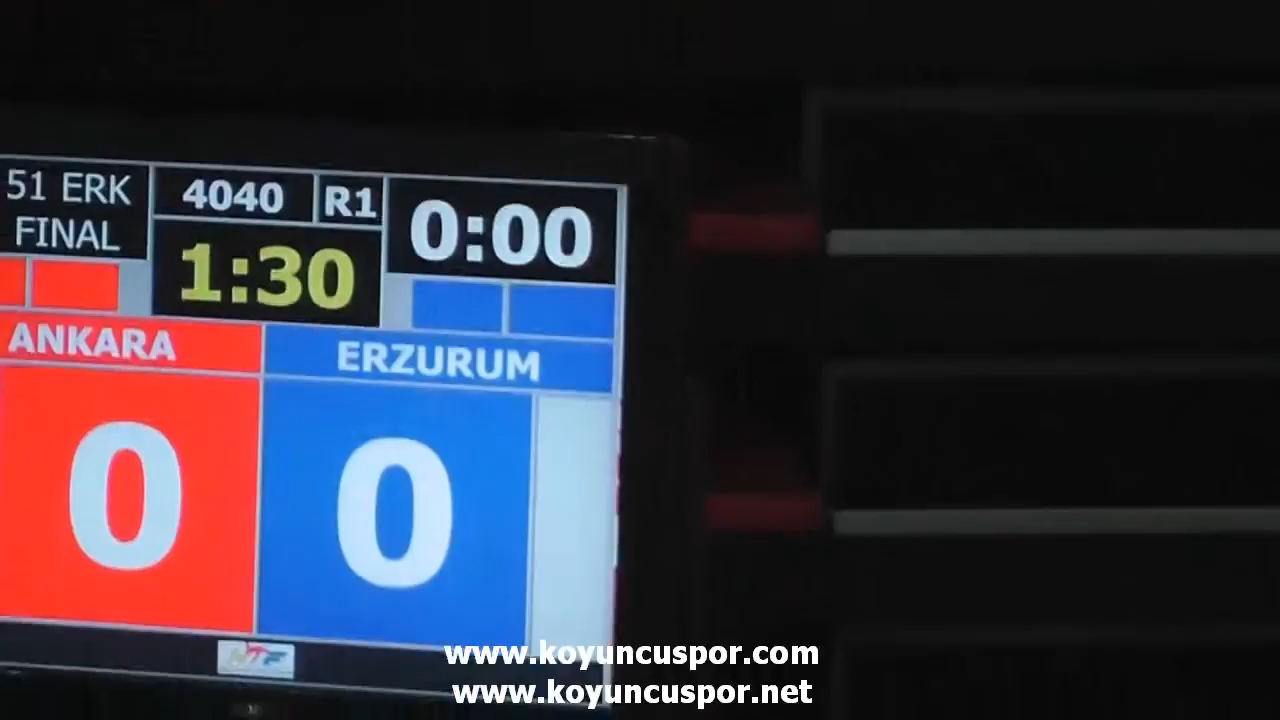 51 ERK
FINAL
4040
R1
0:00
1:30
ANKARA
ERZURUM
0
0
WTF
www.koyuncuspor.com
www.koyuncuspor.net